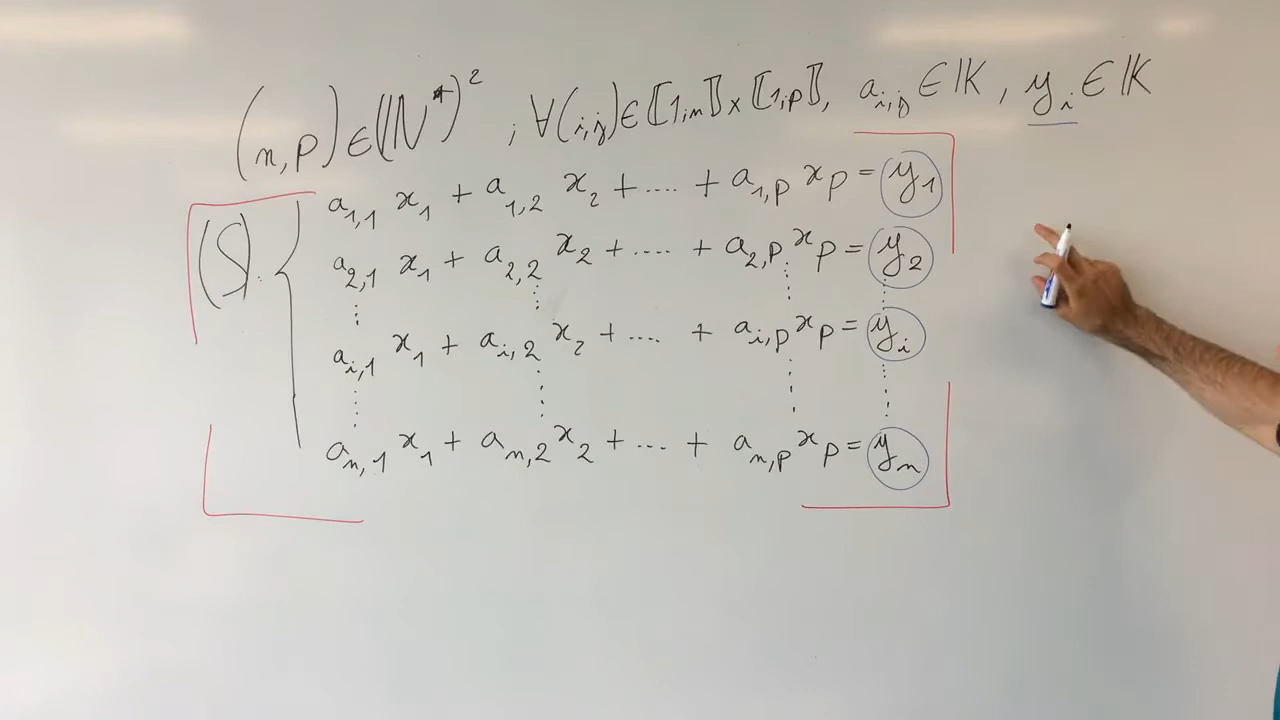 (n,p)∈(ℕ*)² ; ∀(i,j)∈⟦1,n⟧×⟦1,p⟧, a_{i,j}∈𝕂, y_i∈𝕂
(S): { a_{1,1} x_1 + a_{1,2} x_2 + .... + a_{1,p} x_p = y_1
a_{2,1} x_1 + a_{2,2} x_2 + .... + a_{2,p} x_p = y_2
⋮ ⋮ ⋮ ⋮
a_{i,1} x_1 + a_{i,2} x_2 + .... + a_{i,p} x_p = y_i
⋮ ⋮ ⋮ ⋮
a_{n,1} x_1 + a_{n,2} x_2 + .... + a_{n,p} x_p = y_n